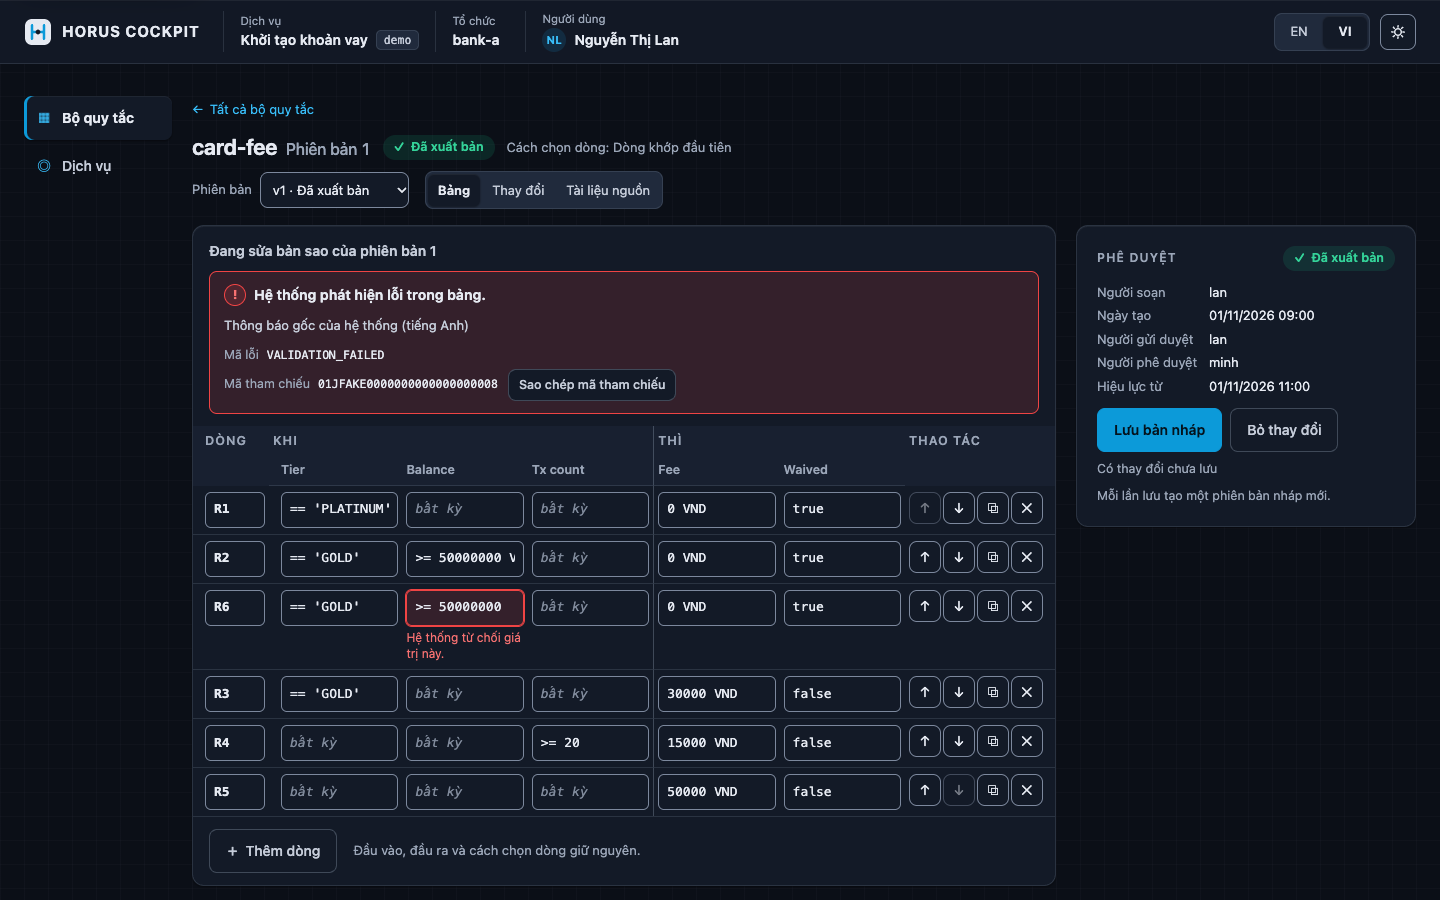 HORUS COCKPIT
Dịch vụ
Khởi tạo khoản vay demo
Tổ chức
bank-a
Người dùng
NL Nguyễn Thị Lan
EN VI
Bộ quy tắc
Dịch vụ
← Tất cả bộ quy tắc
card-fee Phiên bản 1 ✓ Đã xuất bản Cách chọn dòng: Dòng khớp đầu tiên
Phiên bản v1 · Đã xuất bản Bảng Thay đổi Tài liệu nguồn
Đang sửa bản sao của phiên bản 1
! Hệ thống phát hiện lỗi trong bảng.
Thông báo gốc của hệ thống (tiếng Anh)
Mã lỗi VALIDATION_FAILED
Mã tham chiếu 01JFAKE0000000000000000008 Sao chép mã tham chiếu
DÒNG KHI THÌ THAO TÁC
Tier Balance Tx count Fee Waived
R1 == 'PLATINUM' bất kỳ bất kỳ 0 VND true
R2 == 'GOLD' >= 50000000 V bất kỳ 0 VND true
R6 == 'GOLD' >= 50000000 bất kỳ 0 VND true
Hệ thống từ chối giá
trị này.
R3 == 'GOLD' bất kỳ bất kỳ 30000 VND false
R4 bất kỳ bất kỳ >= 20 15000 VND false
R5 bất kỳ bất kỳ bất kỳ 50000 VND false
+ Thêm dòng Đầu vào, đầu ra và cách chọn dòng giữ nguyên.
PHÊ DUYỆT ✓ Đã xuất bản
Người soạn lan
Ngày tạo 01/11/2026 09:00
Người gửi duyệt lan
Người phê duyệt minh
Hiệu lực từ 01/11/2026 11:00
Lưu bản nháp Bỏ thay đổi
Có thay đổi chưa lưu
Mỗi lần lưu tạo một phiên bản nháp mới.